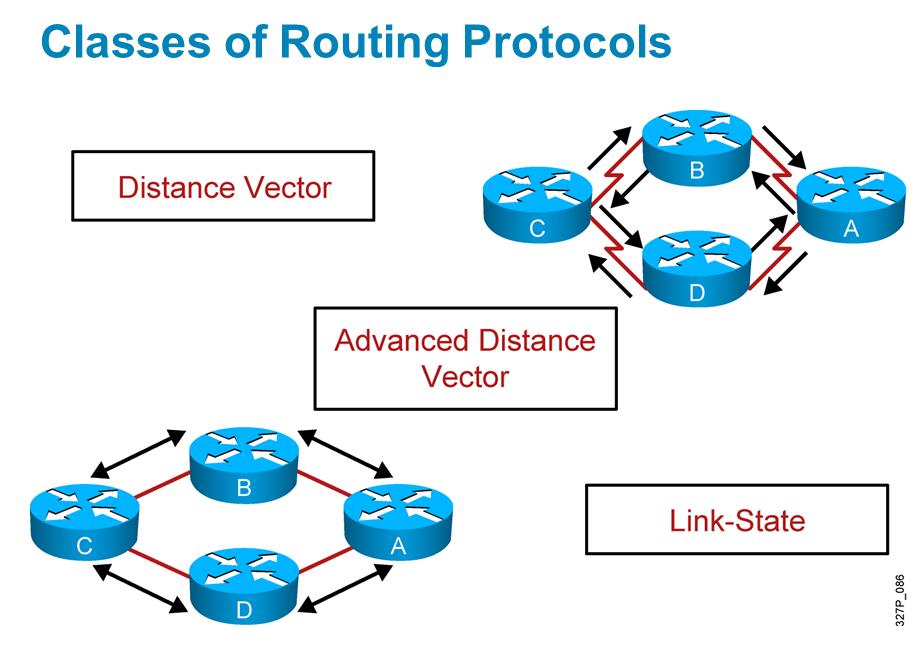 Classes of Routing Protocols
Distance Vector
B
C
A
D
Advanced Distance
Vector
B
C
A
D
Link-State
327P_086